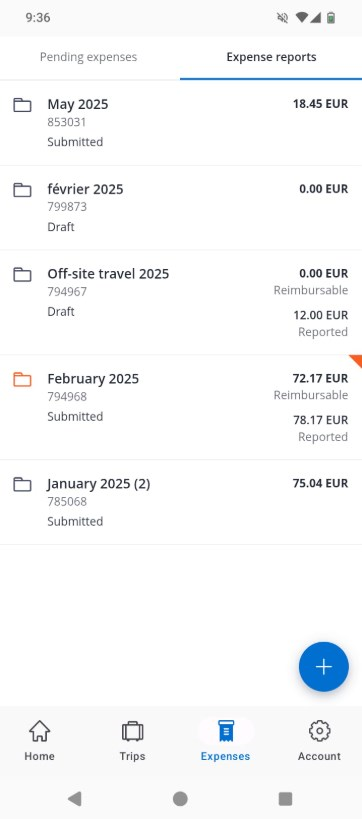 9:36
Pending expenses
Expense reports
May 2025
18.45 EUR
853031
Submitted
février 2025
0.00 EUR
799873
Draft
Off-site travel 2025
0.00 EUR
794967
Reimbursable
Draft
12.00 EUR
Reported
February 2025
72.17 EUR
794968
Reimbursable
Submitted
78.17 EUR
Reported
January 2025 (2)
75.04 EUR
785068
Submitted
Home
Trips
Expenses
Account